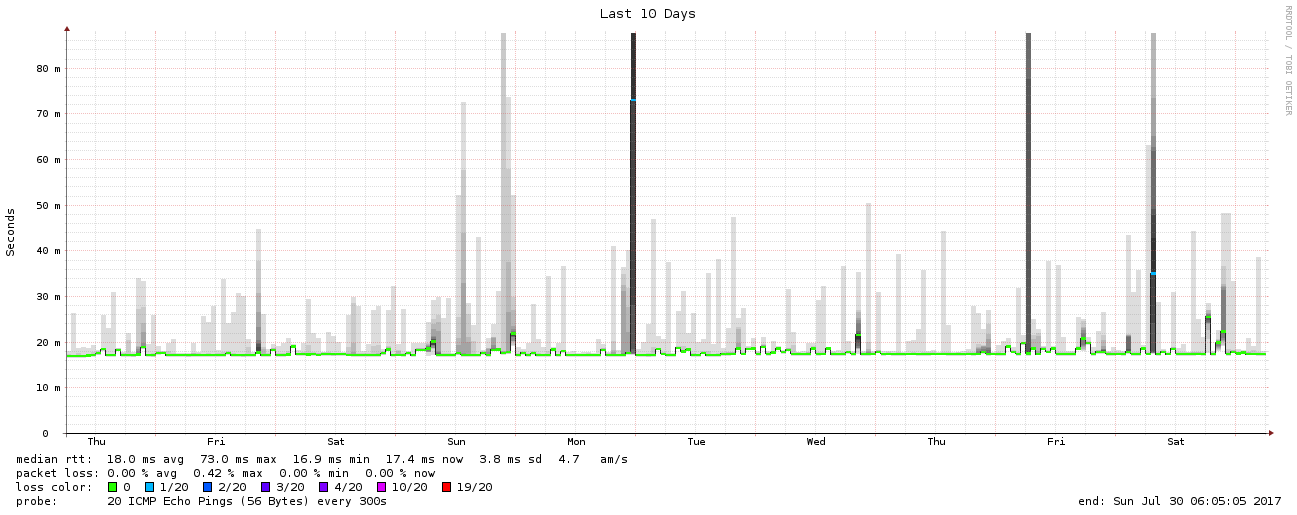 Last 10 Days
RRDTOOL / TOBI OETIKER
Seconds
80 m
70 m
60 m
50 m
40 m
30 m
20 m
10 m
0
Thu Fri Sat Sun Mon Tue Wed Thu Fri Sat
median rtt: 18.0 ms avg 73.0 ms max 16.9 ms min 17.4 ms now 3.8 ms sd 4.7 am/s
packet loss: 0.00 % avg 0.42 % max 0.00 % min 0.00 % now
loss color: 0 1/20 2/20 3/20 4/20 10/20 19/20
probe: 20 ICMP Echo Pings (56 Bytes) every 300s end: Sun Jul 30 06:05:05 2017